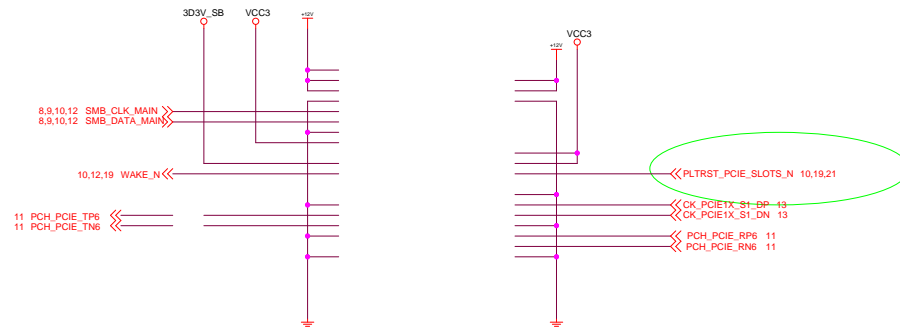 3D3V_SB
VCC3
+12V
+12V
VCC3
8,9,10,12 SMB_CLK_MAIN
8,9,10,12 SMB_DATA_MAIN
10,12,19 WAKE_N
PLTRST_PCIE_SLOTS_N 10,19,21
11 PCH_PCIE_TP6
11 PCH_PCIE_TN6
CK_PCIE1X_S1_DP 13
CK_PCIE1X_S1_DN 13
PCH_PCIE_RP6 11
PCH_PCIE_RN6 11